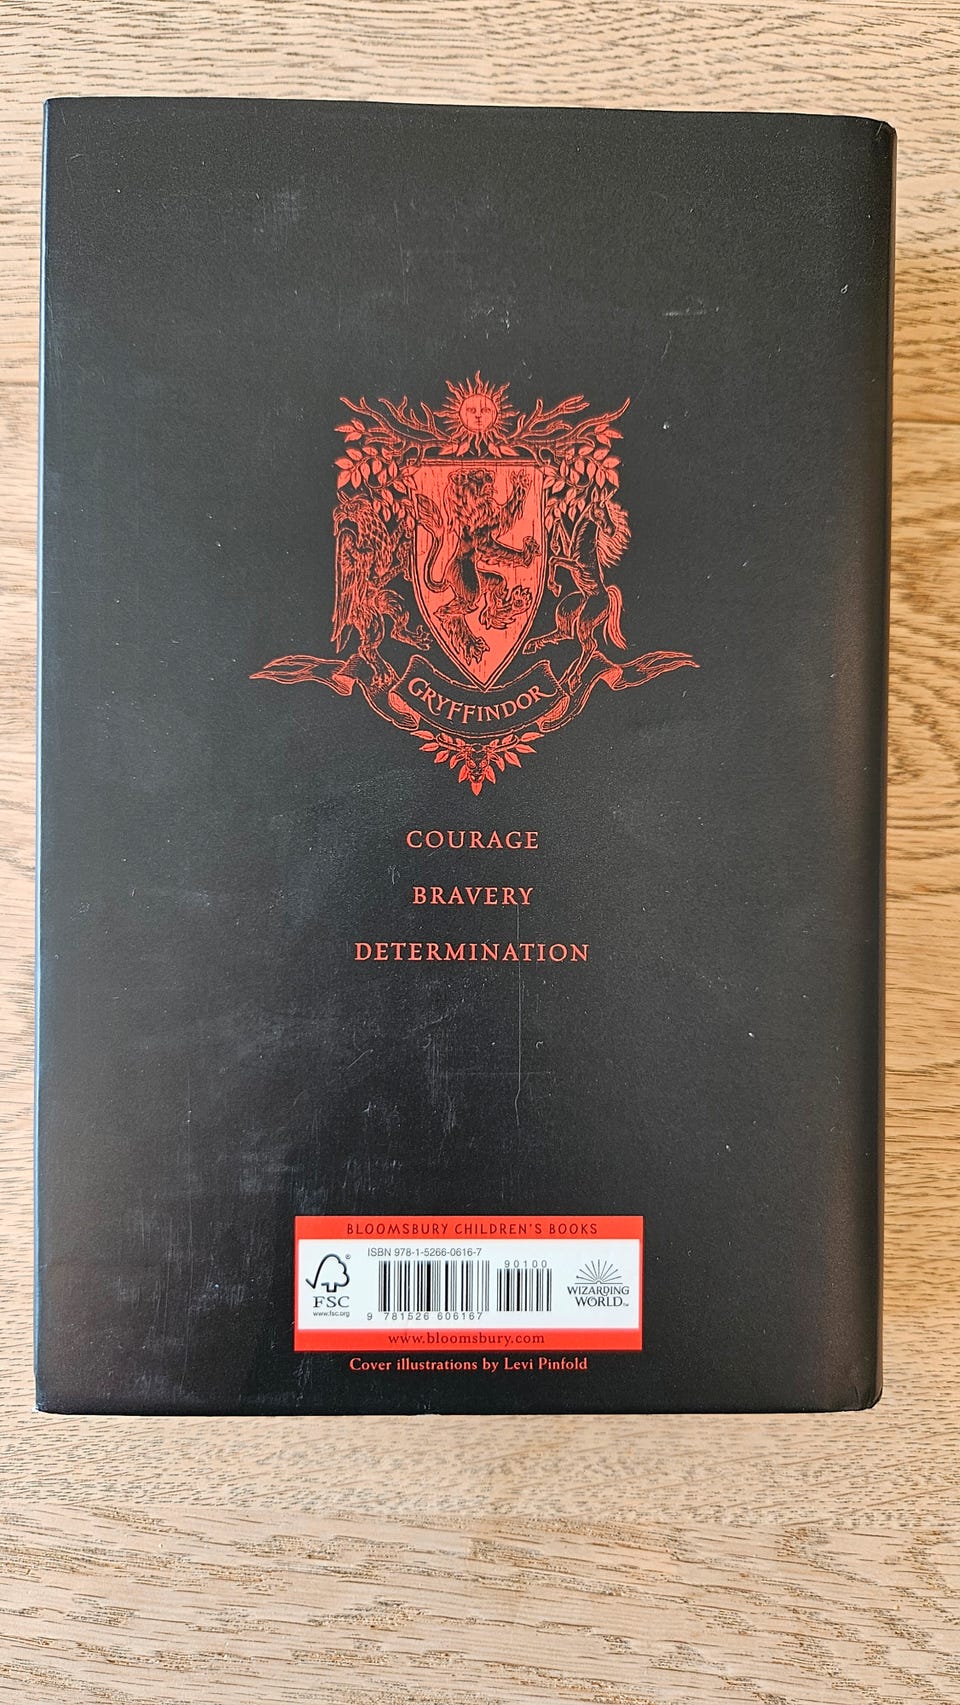 GRYFFINDOR
COURAGE
BRAVERY
DETERMINATION
BLOOMSBURY CHILDREN'S BOOKS
ISBN 978-1-5266-0616-7
90100
FSC
®
www.fsc.org
9 781526 606167
WIZARDING
WORLD™
www.bloomsbury.com
Cover illustrations by Levi Pinfold